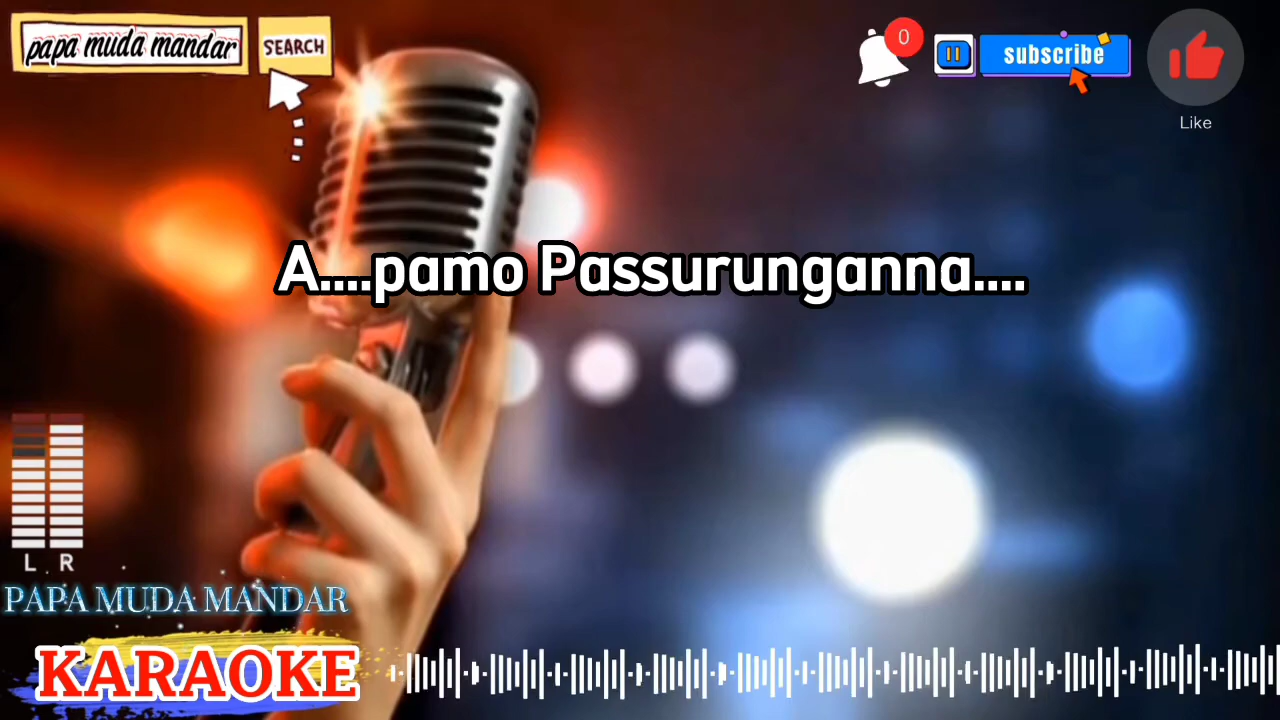 papa muda mandar
SEARCH
0
subscribe
Like
A....pamo Passurunganna....
L R
PAPA MUDA MANDAR
KARAOKE